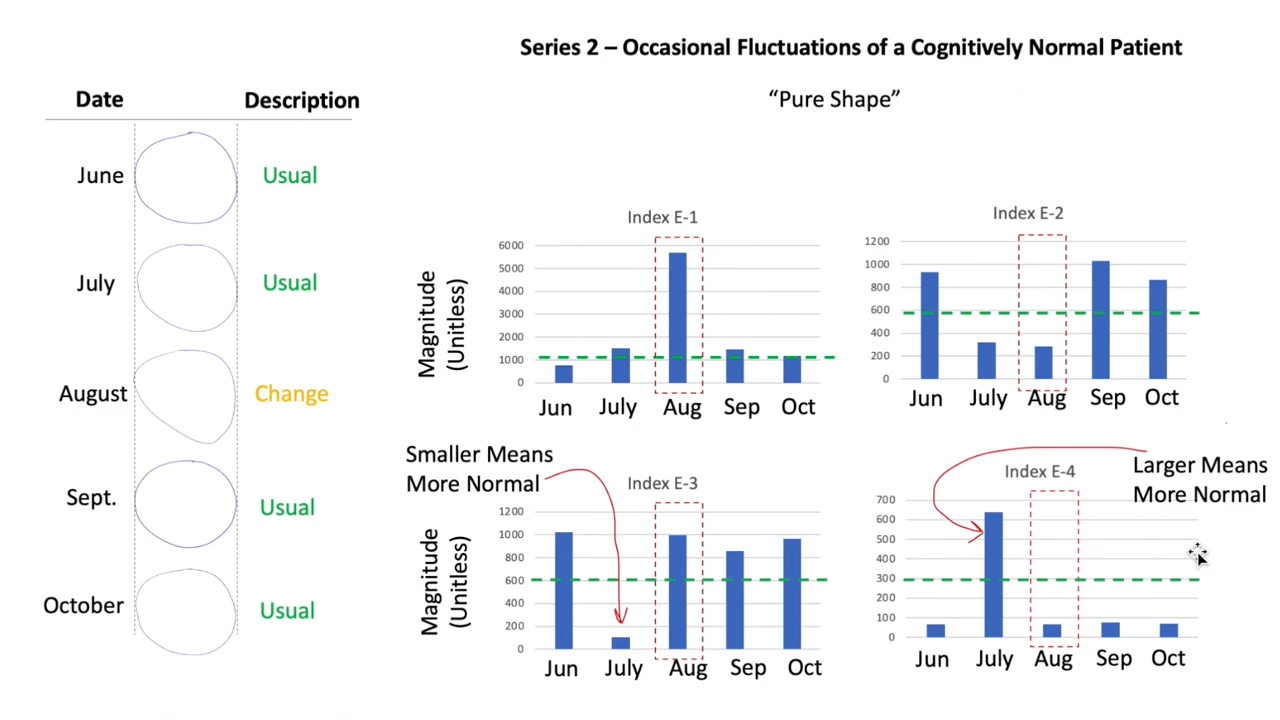 Series 2 – Occasional Fluctuations of a Cognitively Normal Patient
“Pure Shape”
Date Description
June Usual
July Usual
August Change
Sept. Usual
October Usual
Index E-1
Magnitude
(Unitless)
6000
5000
4000
3000
2000
1000
0
Jun July Aug Sep Oct
Index E-2
1200
1000
800
600
400
200
0
Jun July Aug Sep Oct
Smaller Means
More Normal
Index E-3
Magnitude
(Unitless)
1200
1000
800
600
400
200
0
Jun July Aug Sep Oct
Index E-4
Larger Means
More Normal
700
600
500
400
300
200
100
0
Jun July Aug Sep Oct